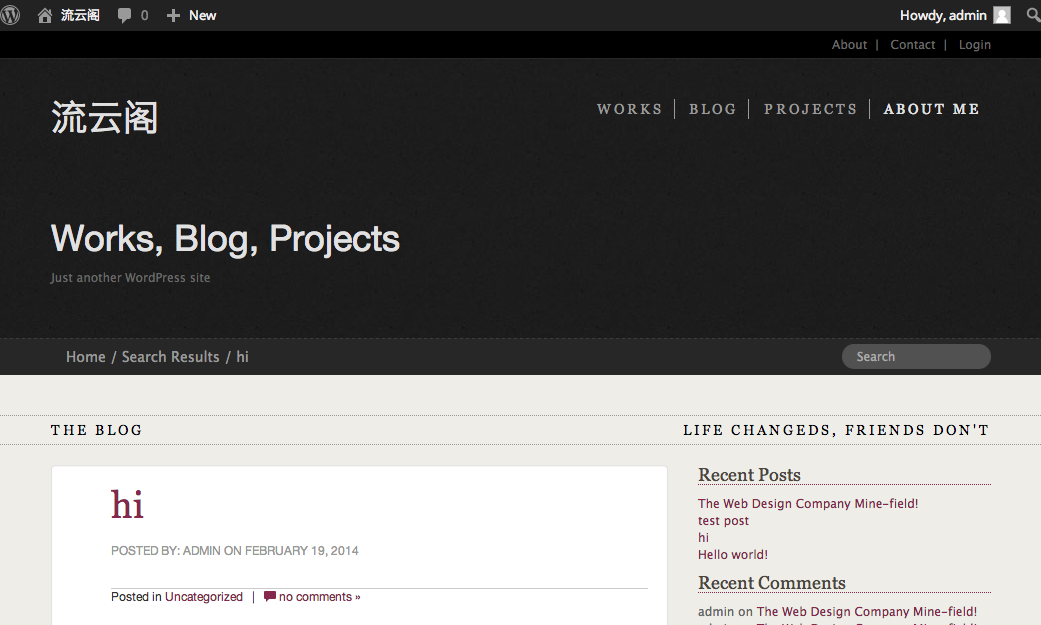 流云阁 0 New Howdy, admin
About | Contact | Login
流云阁
WORKS BLOG PROJECTS ABOUT ME
Works, Blog, Projects
Just another WordPress site
Home / Search Results / hi
Search
THE BLOG
LIFE CHANGEDS, FRIENDS DON'T
hi
POSTED BY: ADMIN ON FEBRUARY 19, 2014
Posted in Uncategorized | no comments »
Recent Posts
The Web Design Company Mine-field!
test post
hi
Hello world!
Recent Comments
admin on The Web Design Company Mine-field!